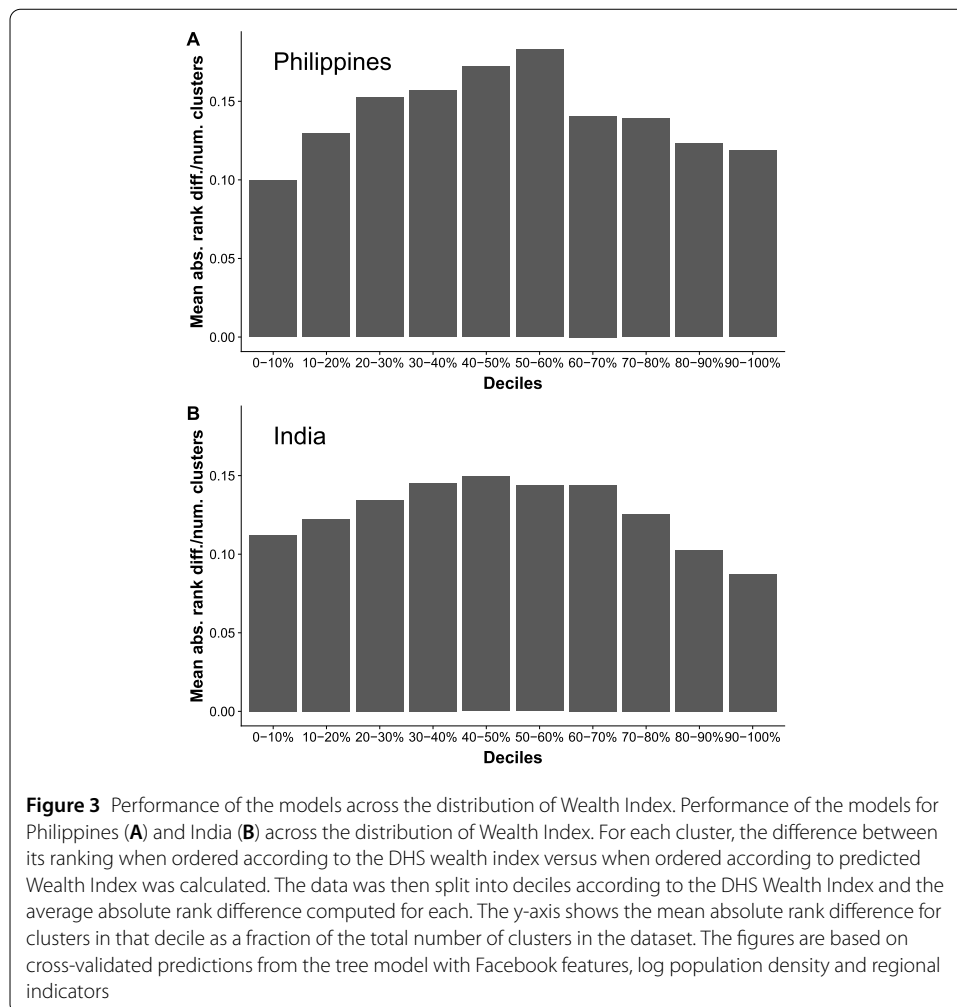 A
Philippines
Mean abs. rank diff./num. clusters
0.15
0.10
0.05
0.00
0−10% 10−20% 20−30% 30−40% 40−50% 50−60% 60−70% 70−80% 80−90% 90−100%
Deciles
B
India
Mean abs. rank diff./num. clusters
0.15
0.10
0.05
0.00
0−10% 10−20% 20−30% 30−40% 40−50% 50−60% 60−70% 70−80% 80−90% 90−100%
Deciles
Figure 3 Performance of the models across the distribution of Wealth Index. Performance of the models for
Philippines (A) and India (B) across the distribution of Wealth Index. For each cluster, the difference between
its ranking when ordered according to the DHS wealth index versus when ordered according to predicted
Wealth Index was calculated. The data was then split into deciles according to the DHS Wealth Index and the
average absolute rank difference computed for each. The y-axis shows the mean absolute rank difference for
clusters in that decile as a fraction of the total number of clusters in the dataset. The figures are based on
cross-validated predictions from the tree model with Facebook features, log population density and regional
indicators